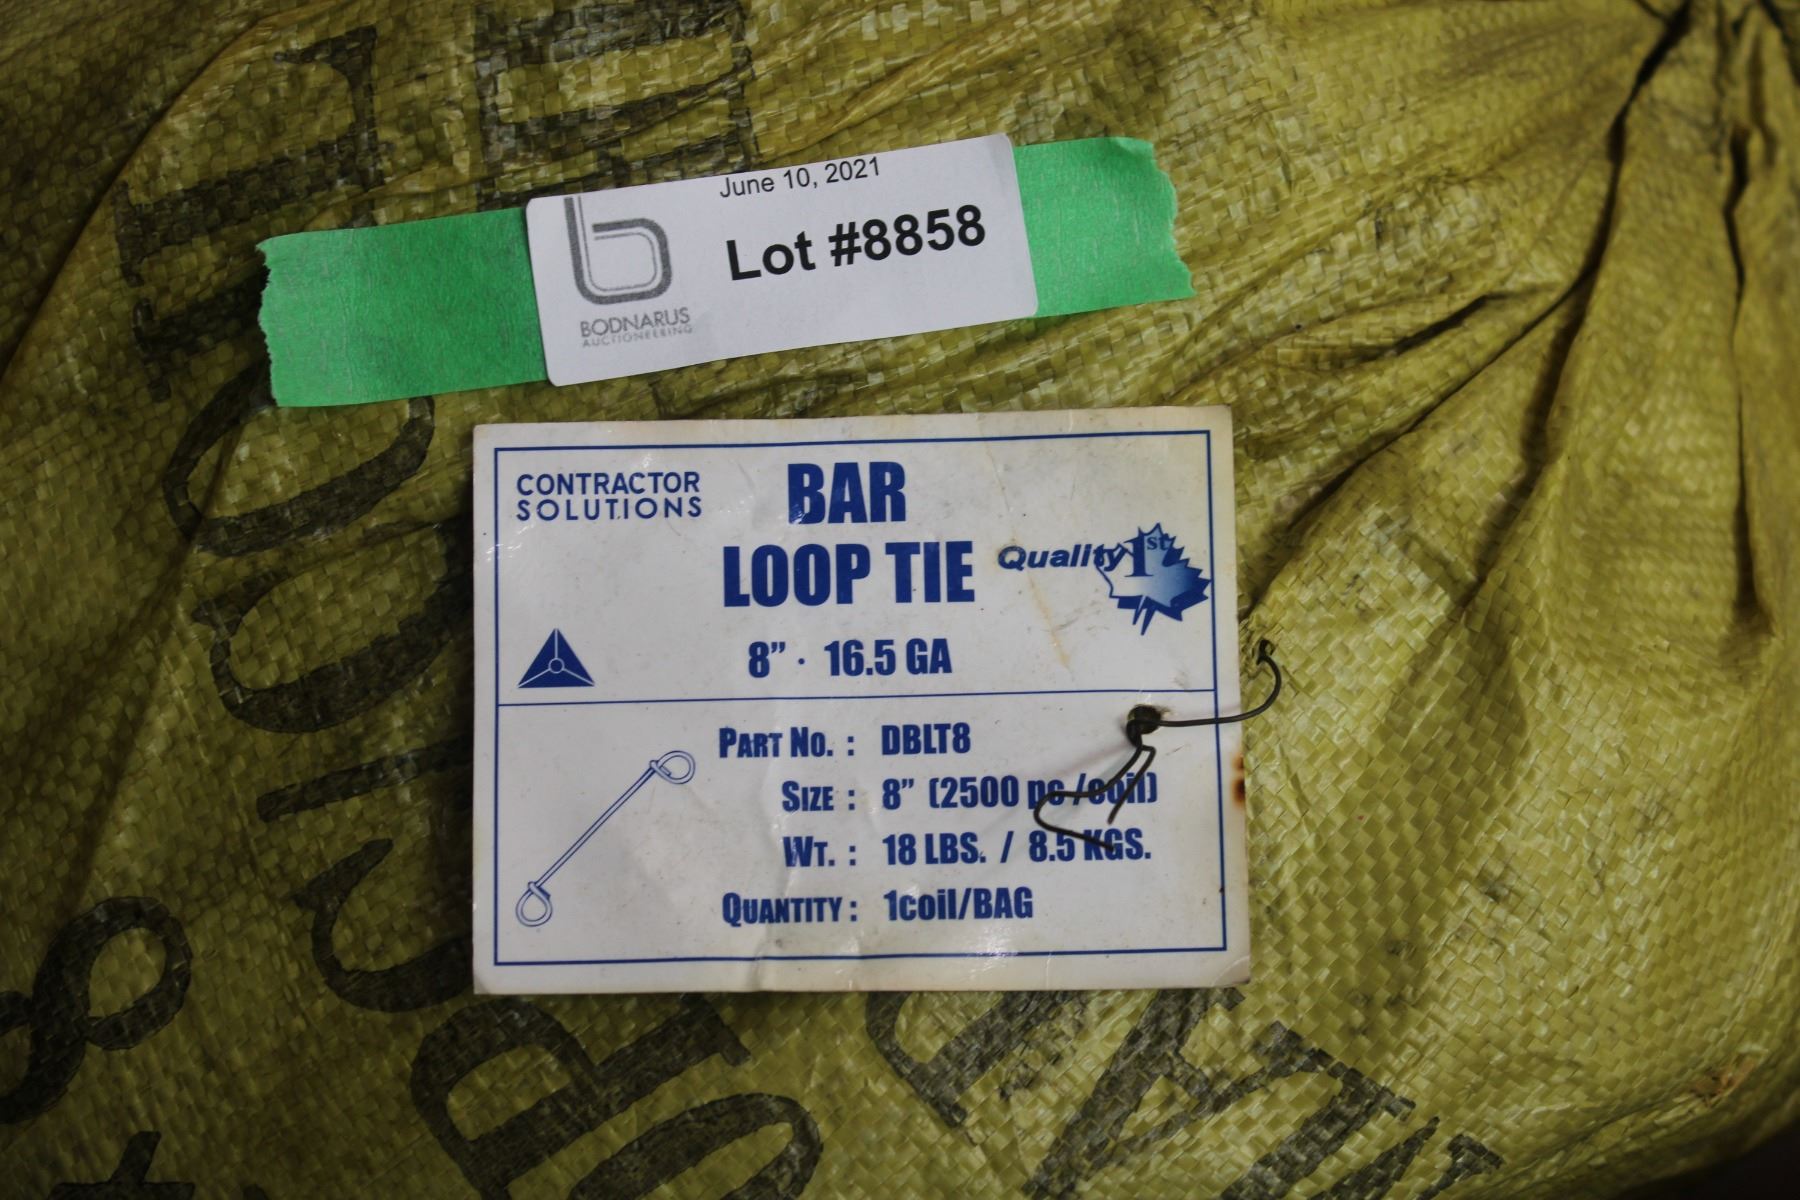 June 10, 2021
Lot #8858
BODNARUS
AUCTIONEERING
CONTRACTOR
SOLUTIONS
BAR
LOOP TIE
Quality 1st
8” · 16.5 GA
PART NO. : DBLT8
SIZE : 8” (2500 pc /coil)
WT. : 18 LBS. / 8.5 KGS.
QUANTITY : 1coil/BAG